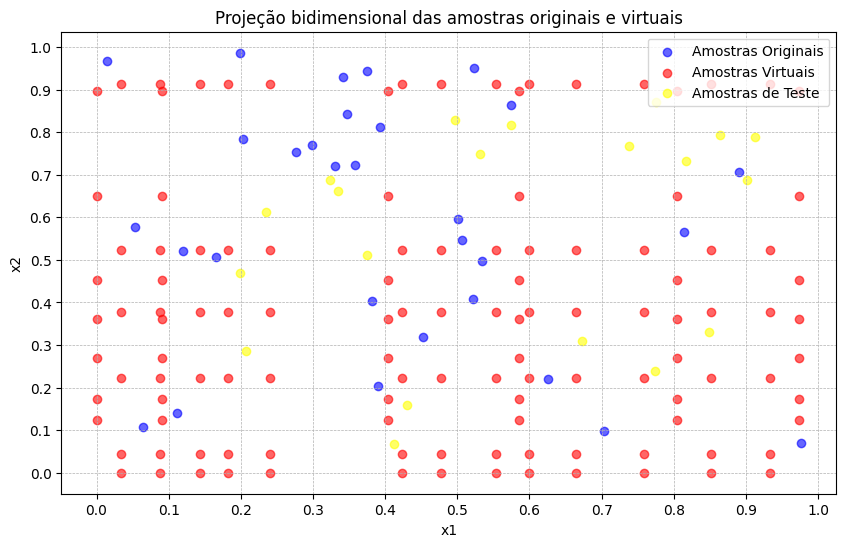 Projeção bidimensional das amostras originais e virtuais
Amostras Originais
Amostras Virtuais
Amostras de Teste
x2
1.0
0.9
0.8
0.7
0.6
0.5
0.4
0.3
0.2
0.1
0.0
0.0 0.1 0.2 0.3 0.4 0.5 0.6 0.7 0.8 0.9 1.0
x1